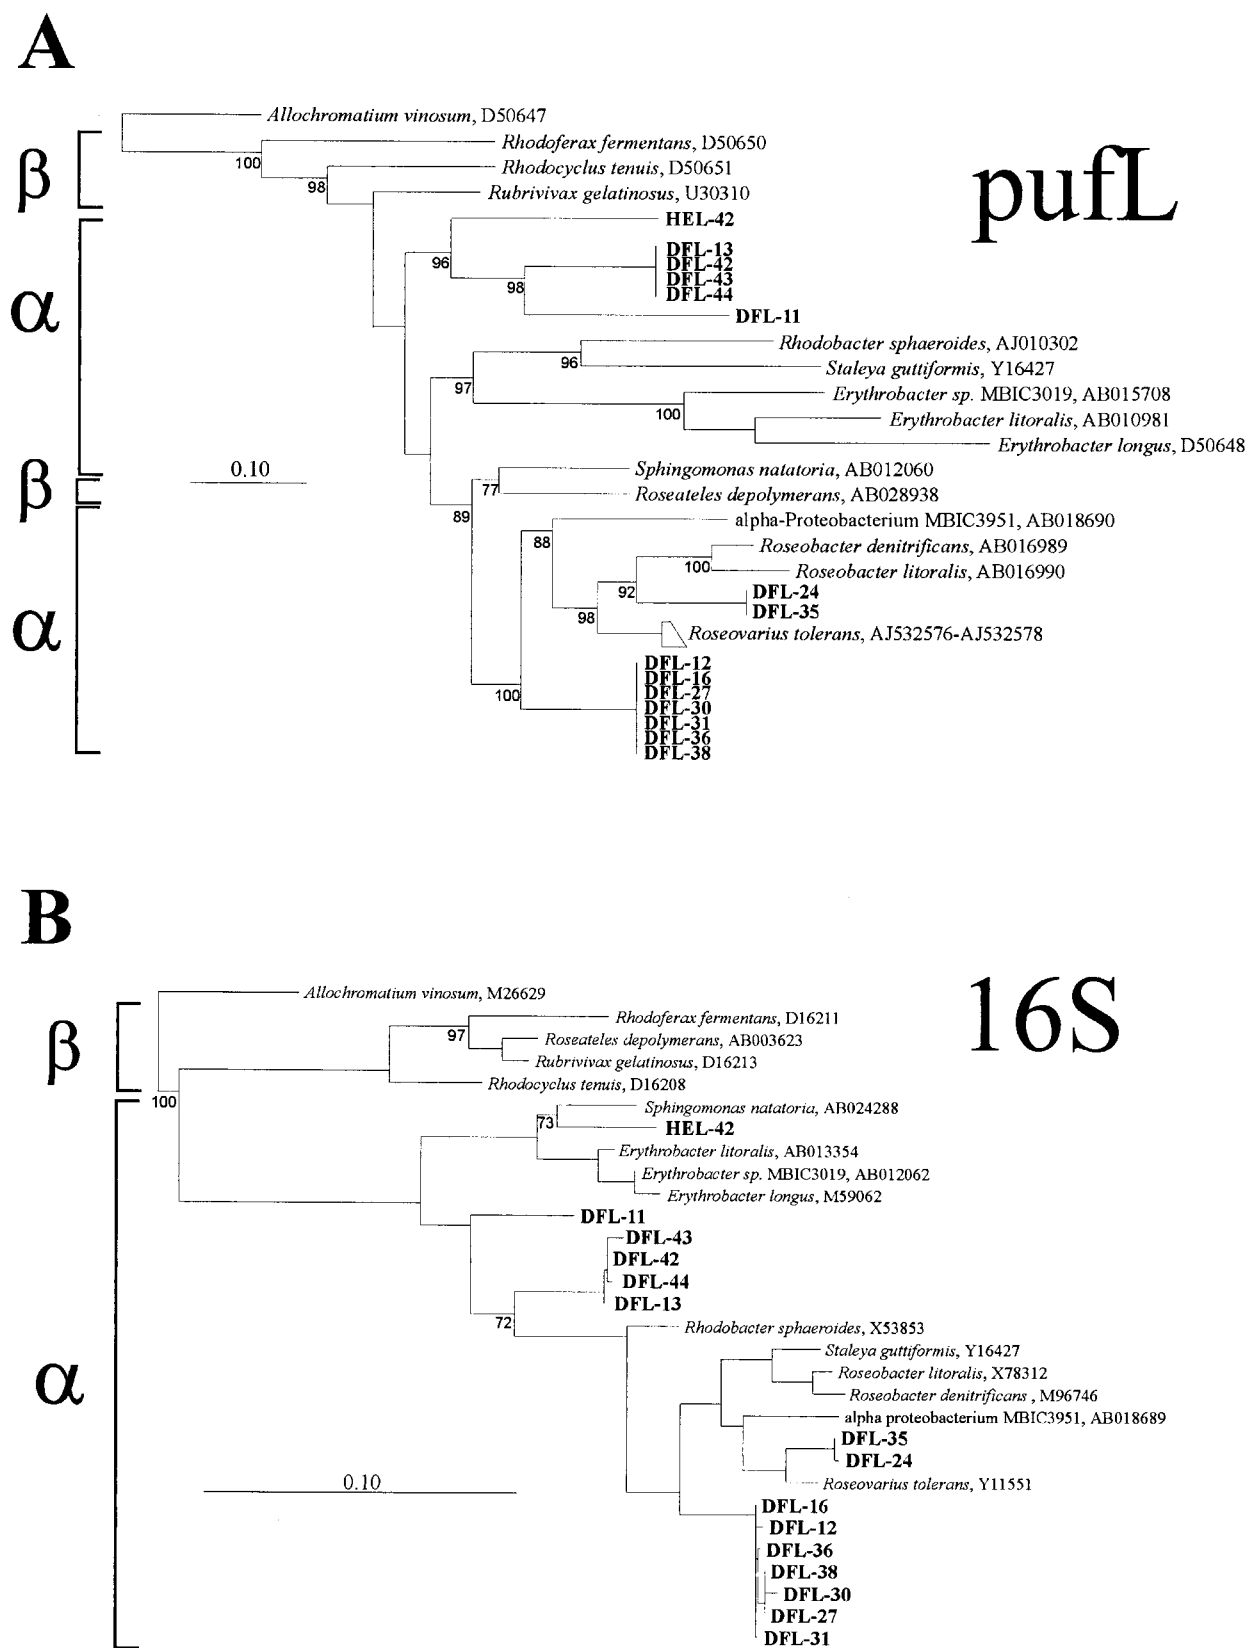 A
pufL
Allochromatium vinosum, D50647
β
Rhodoferax fermentans, D50650
100
Rhodocyclus tenuis, D50651
98
Rubrivivax gelatinosus, U30310
α
HEL-42
96
DFL-13
DFL-42
DFL-43
DFL-44
98
DFL-11
Rhodobacter sphaeroides, AJ010302
96
Staleya guttiformis, Y16427
97
Erythrobacter sp. MBIC3019, AB015708
100
Erythrobacter litoralis, AB010981
Erythrobacter longus, D50648
0.10
β
Sphingomonas natatoria, AB012060
77
Roseateles depolymerans, AB028938
89
α
alpha-Proteobacterium MBIC3951, AB018690
88
Roseobacter denitrificans, AB016989
100
Roseobacter litoralis, AB016990
92
DFL-24
DFL-35
98
Roseovarius tolerans, AJ532576-AJ532578
DFL-12
DFL-16
DFL-27
100
DFL-30
DFL-31
DFL-36
DFL-38
B
16S
Allochromatium vinosum, M26629
β
Rhodoferax fermentans, D16211
97
Roseateles depolymerans, AB003623
Rubrivivax gelatinosus, D16213
Rhodocyclus tenuis, D16208
100
α
Sphingomonas natatoria, AB024288
73
HEL-42
Erythrobacter litoralis, AB013354
Erythrobacter sp. MBIC3019, AB012062
Erythrobacter longus, M59062
DFL-11
DFL-43
DFL-42
DFL-44
DFL-13
72
Rhodobacter sphaeroides, X53853
Staleya guttiformis, Y16427
Roseobacter litoralis, X78312
Roseobacter denitrificans , M96746
alpha proteobacterium MBIC3951, AB018689
DFL-35
DFL-24
Roseovarius tolerans, Y11551
0.10
DFL-16
DFL-12
DFL-36
DFL-38
DFL-30
DFL-27
DFL-31